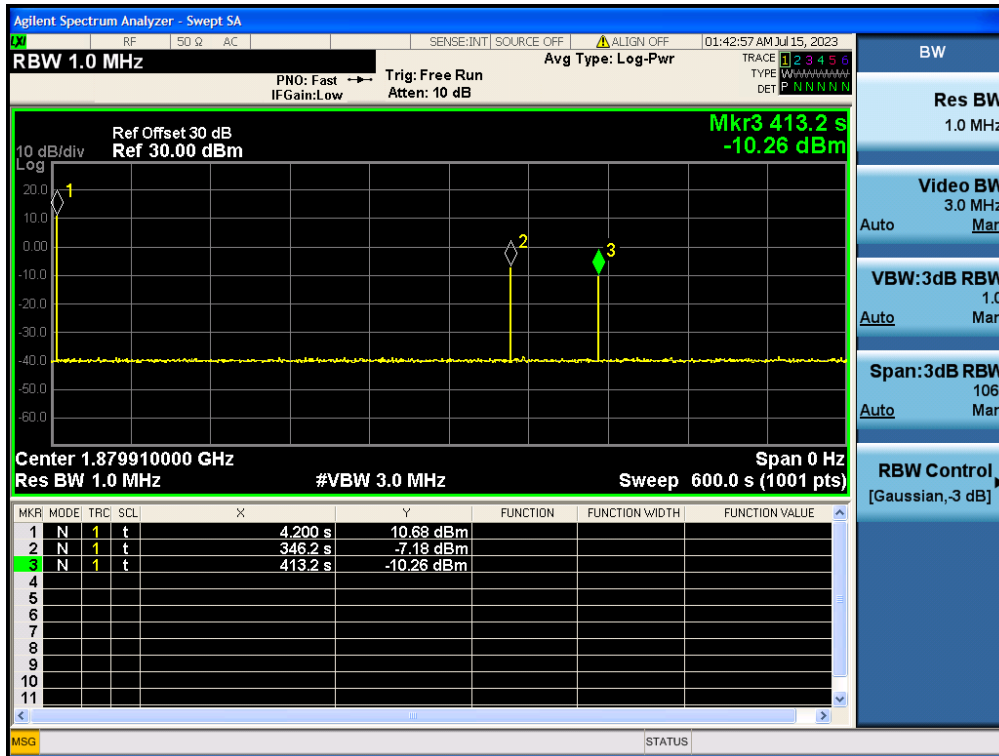 Agilent Spectrum Analyzer - Swept SA
LXI RF 50 Ω AC SENSE:INT SOURCE OFF ALIGN OFF 01:42:57 AM Jul 15, 2023
RBW 1.0 MHz
PNO: Fast
IFGain:Low
Trig: Free Run
Atten: 10 dB
Avg Type: Log-Pwr
TRACE 1 2 3 4 5 6
TYPE
DET P N N N N N
Ref Offset 30 dB
Ref 30.00 dBm
10 dB/div
Log
Mkr3 413.2 s
-10.26 dBm
20.0
10.0
0.00
-10.0
-20.0
-30.0
-40.0
-50.0
-60.0
1
2
3
Center 1.879910000 GHz
Span 0 Hz
Res BW 1.0 MHz
#VBW 3.0 MHz
Sweep 600.0 s (1001 pts)
MKR MODE TRC SCL X Y FUNCTION FUNCTION WIDTH FUNCTION VALUE
1 N 1 t 4.200 s 10.68 dBm
2 N 1 t 346.2 s -7.18 dBm
3 N 1 t 413.2 s -10.26 dBm
4
5
6
7
8
9
10
11
MSG
STATUS
BW
Res BW
1.0 MHz
Video BW
3.0 MHz
Auto Man
VBW:3dB RBW
1.0
Auto Man
Span:3dB RBW
106
Auto Man
RBW Control
[Gaussian,-3 dB]